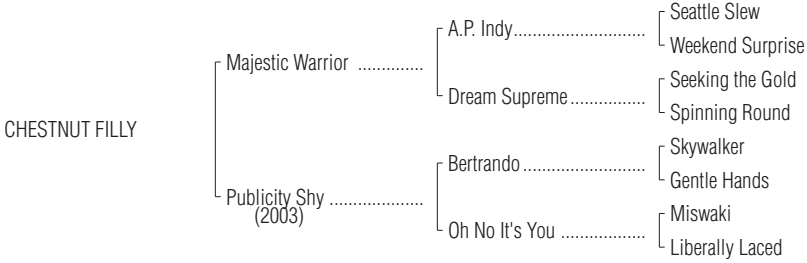 Seattle Slew
A.P. Indy..............................
Weekend Surprise
Majestic Warrior ...............
Seeking the Gold
Dream Supreme.................
Spinning Round
CHESTNUT FILLY
Skywalker
Bertrando............................
Gentle Hands
Publicity Shy .....................
(2003)
Miswaki
Oh No It's You ...................
Liberally Laced